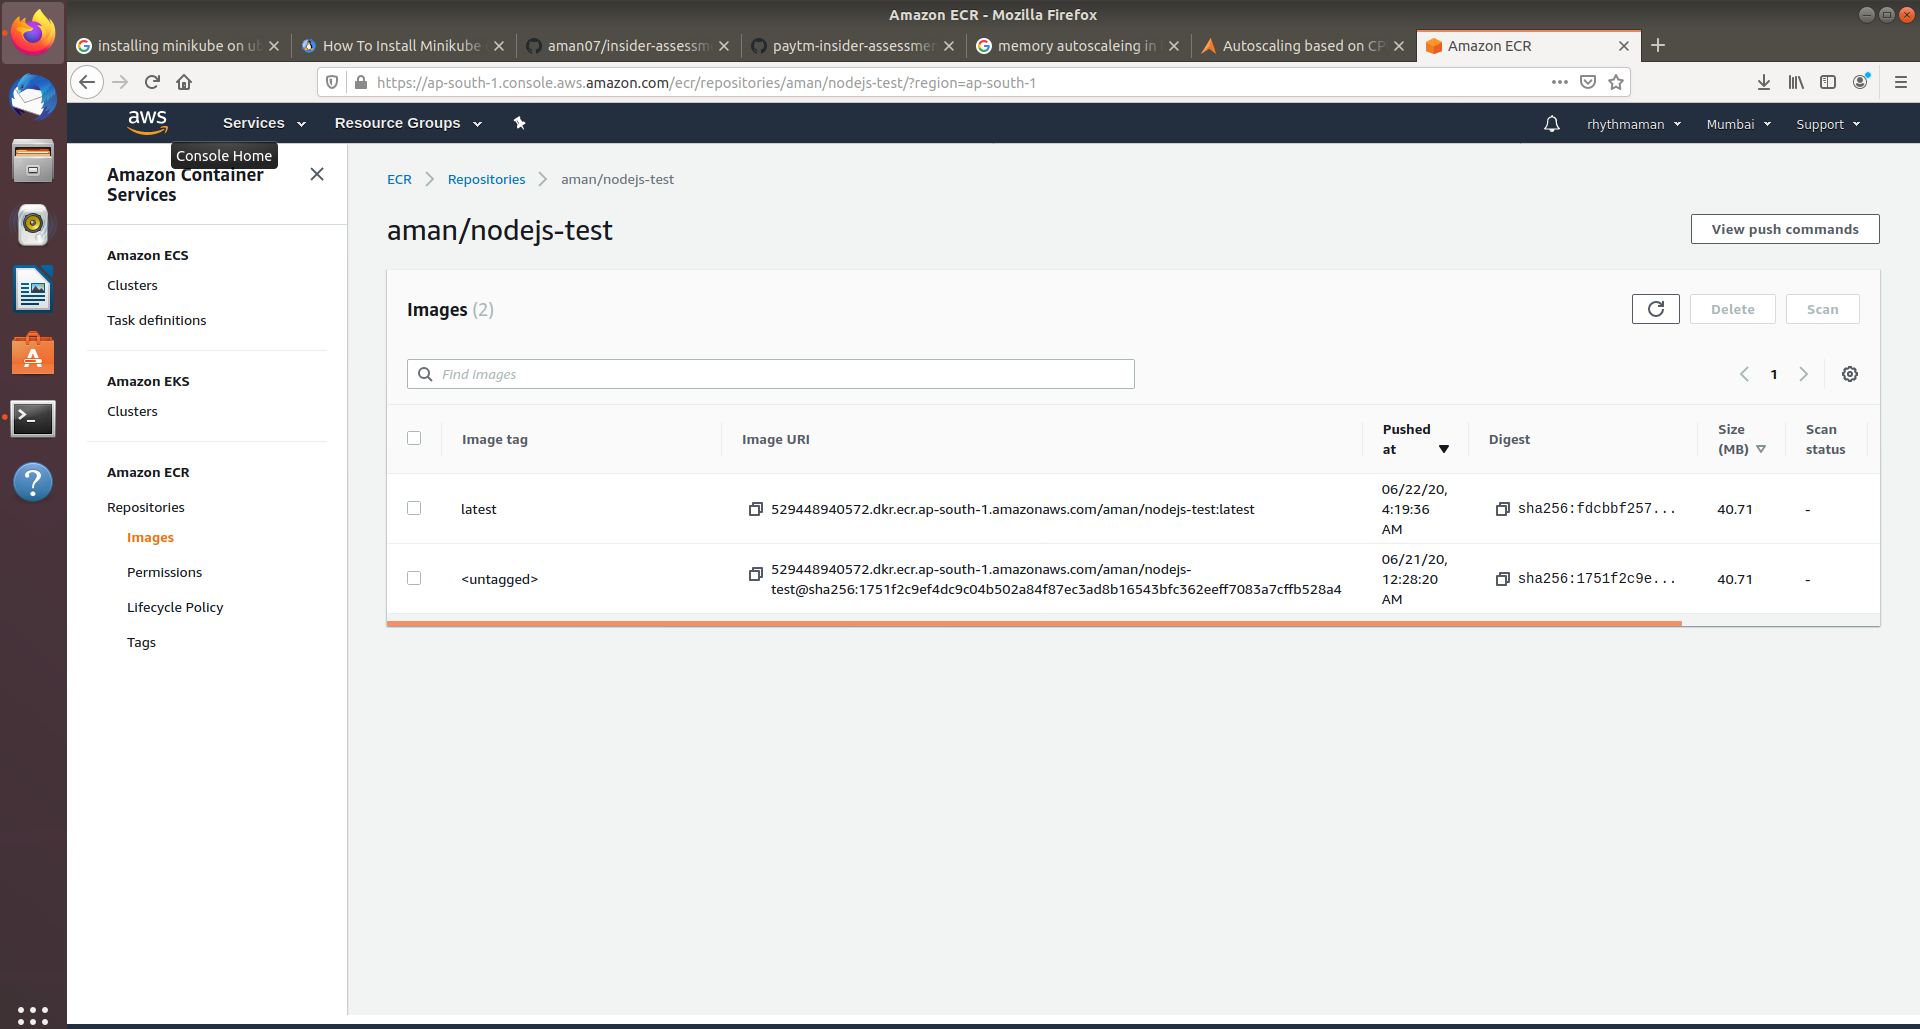 Amazon ECR - Mozilla Firefox
installing minikube on ub
How To Install Minikube
aman07/insider-assessm
paytm-insider-assessmen
memory autoscaleing in
Autoscaling based on CP
Amazon ECR
https://ap-south-1.console.aws.amazon.com/ecr/repositories/aman/nodejs-test/?region=ap-south-1
aws
Services
Resource Groups
rhythmaman
Mumbai
Support
Console Home
Amazon Container
Services
Amazon ECS
Clusters
Task definitions
Amazon EKS
Clusters
Amazon ECR
Repositories
Images
Permissions
Lifecycle Policy
Tags
ECR > Repositories > aman/nodejs-test
aman/nodejs-test
View push commands
Images (2)
Delete
Scan
Find Images
1
Image tag
Image URI
Pushed
at
Digest
Size
(MB)
Scan
status
latest
529448940572.dkr.ecr.ap-south-1.amazonaws.com/aman/nodejs-test:latest
06/22/20,
4:19:36
AM
sha256:fdcbbf257...
40.71
-
<untagged>
529448940572.dkr.ecr.ap-south-1.amazonaws.com/aman/nodejs-
test@sha256:1751f2c9ef4dc9c04b502a84f87ec3ad8b16543bfc362eeff7083a7cffb528a4
06/21/20,
12:28:20
AM
sha256:1751f2c9e...
40.71
-